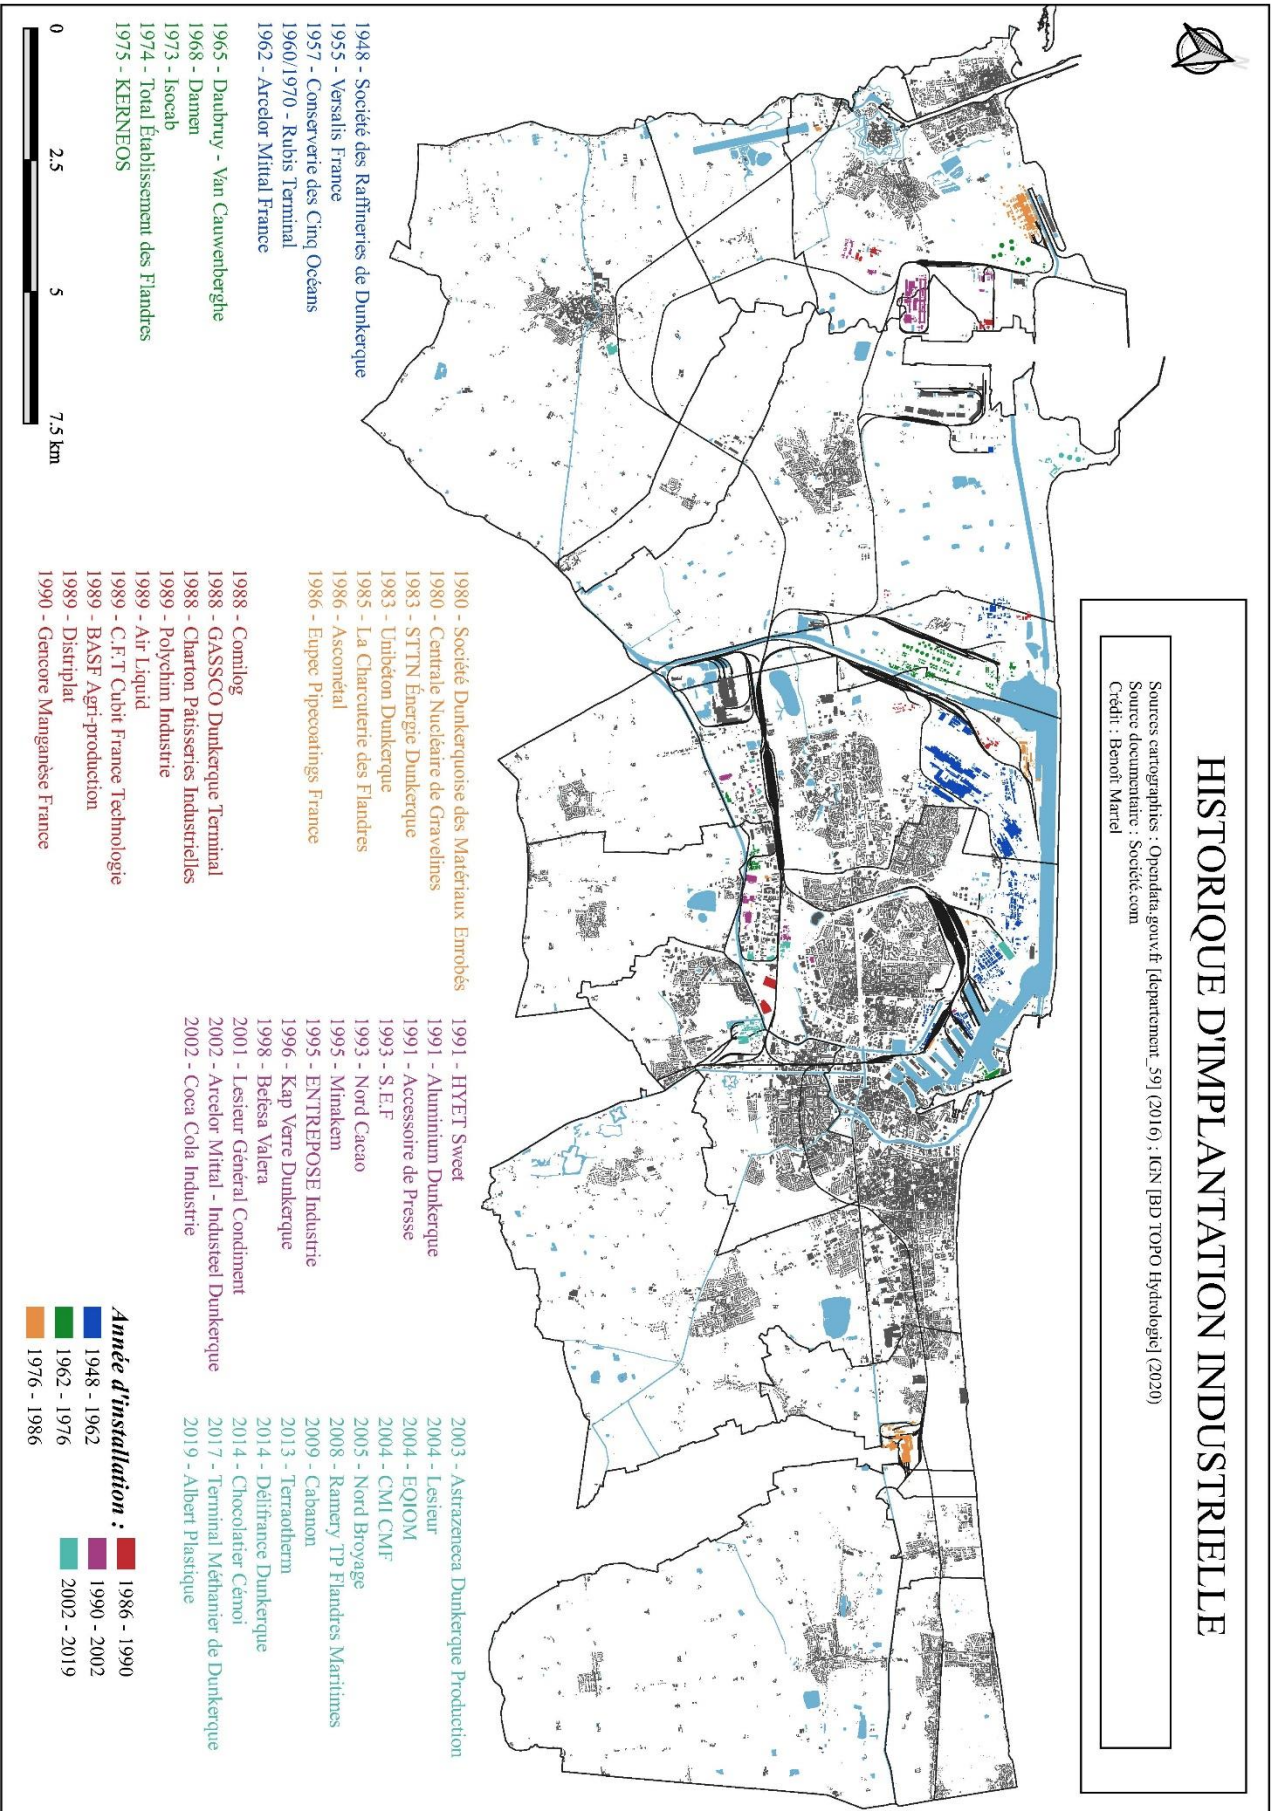 HISTORIQUE D'IMPLANTATION INDUSTRIELLE
Sources cartographies : Opendata.gouv.fr [departement_59] (2016) ; IGN [BD TOPO Hydrologie] (2020)
Source documentaire : Société.com
Crédit : Benoît Martel
N
1948 - Société des Raffineries de Dunkerque
1955 - Versalis France
1957 - Conserverie des Cinq Océans
1960/1970 - Rubis Terminal
1962 - Arcelor Mittal France
1965 - Daubruy - Van Cauwenberghe
1968 - Damen
1973 - Isocab
1974 - Total Établissement des Flandres
1975 - KERNEOS
0
2.5
5
7.5 km
1980 - Société Dunkerquoise des Matériaux Enrobés
1980 - Centrale Nucléaire de Gravelines
1983 - STTN Énergie Dunkerque
1983 - Unibéton Dunkerque
1985 - La Charcuterie des Flandres
1986 - Ascométal
1986 - Eupec Pipecoatings France
1988 - Comilog
1988 - GASSCO Dunkerque Terminal
1988 - Charton Pâtisseries Industrielles
1989 - Polychim Industrie
1989 - Air Liquid
1989 - C.F.T Cubit France Technologie
1989 - BASF Agri-production
1989 - Distriplat
1990 - Gencore Manganèse France
1991 - HYET Sweet
1991 - Aluminium Dunkerque
1991 - Accessoire de Presse
1993 - S.E.F
1993 - Nord Cacao
1995 - Minakem
1995 - ENTREPOSE Industrie
1996 - Kap Verre Dunkerque
1998 - Befesa Valera
2001 - Lesieur Général Condiment
2002 - Arcelor Mittal - Industeel Dunkerque
2002 - Coca Cola Industrie
2003 - Astrazeneca Dunkerque Production
2004 - Lesieur
2004 - EQIOM
2004 - CMI CMF
2005 - Nord Broyage
2008 - Ramery TP Flandres Maritimes
2009 - Cabanon
2013 - Terraotherm
2014 - Délifrance Dunkerque
2014 - Chocolatier Cémoi
2017 - Terminal Méthanier de Dunkerque
2019 - Albert Plastique
Année d'installation :
1948 - 1962
1962 - 1976
1976 - 1986
1986 - 1990
1990 - 2002
2002 - 2019